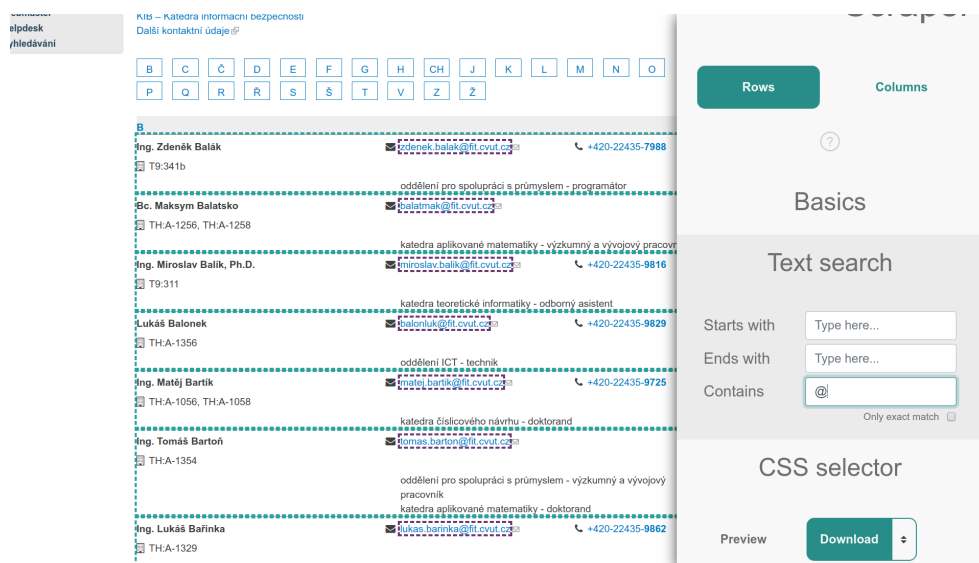 elpdesk
yhledávání
KIB – Katedra informační bezpečnosti
Další kontaktní údaje
B C Č D E F G H CH J K L M N O
P Q R Ř S Š T V Z Ž
B
Ing. Zdeněk Balák zdenek.balak@fit.cvut.cz +420-22435-7988
T9:341b
oddělení pro spolupráci s průmyslem - programátor
Bc. Maksym Balatsko balatmak@fit.cvut.cz
TH:A-1256, TH:A-1258
katedra aplikované matematiky - výzkumný a vývojový pracovn
Ing. Miroslav Balík, Ph.D. miroslav.balik@fit.cvut.cz +420-22435-9816
T9:311
katedra teoretické informatiky - odborný asistent
Lukáš Balonek balonluk@fit.cvut.cz +420-22435-9829
TH:A-1356
oddělení ICT - technik
Ing. Matěj Bartík matej.bartik@fit.cvut.cz +420-22435-9725
TH:A-1056, TH:A-1058
katedra číslicového návrhu - doktorand
Ing. Tomáš Bartoň tomas.barton@fit.cvut.cz
TH:A-1354
oddělení pro spolupráci s průmyslem - výzkumný a vývojový
pracovník
katedra aplikované matematiky - doktorand
Ing. Lukáš Bařinka lukas.barinka@fit.cvut.cz +420-22435-9862
TH:A-1329
Scraper
Rows Columns
?
Basics
Text search
Starts with Type here...
Ends with Type here...
Contains @
Only exact match
CSS selector
Preview Download